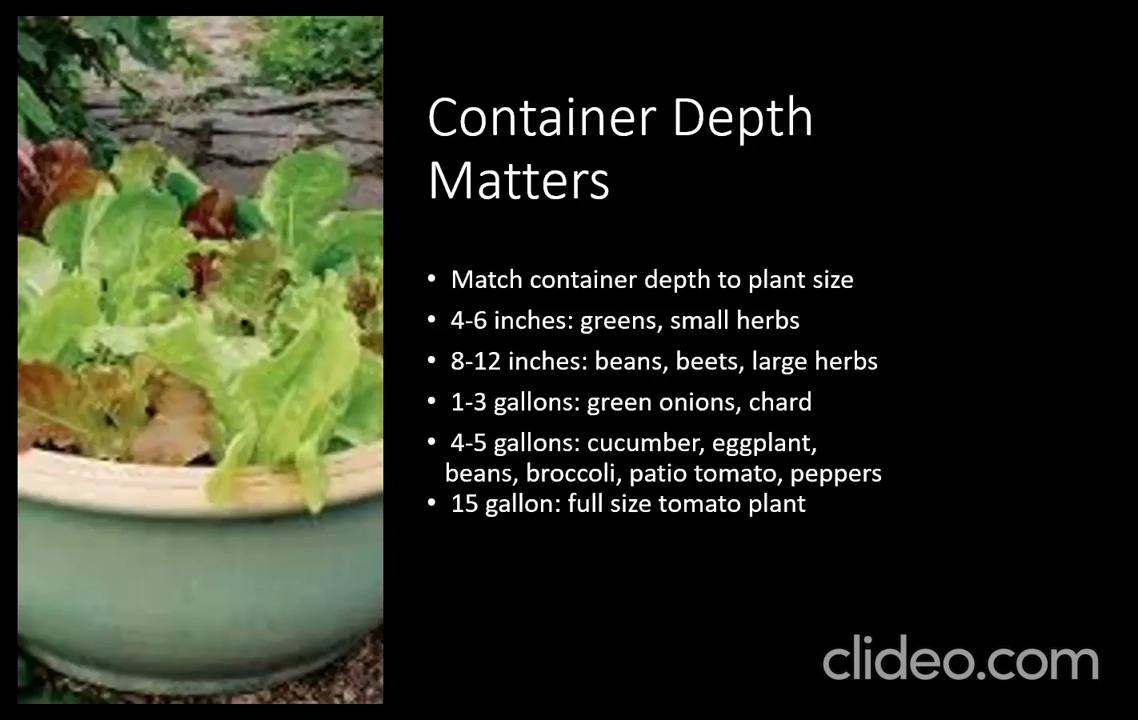 Container Depth
Matters
• Match container depth to plant size
• 4-6 inches: greens, small herbs
• 8-12 inches: beans, beets, large herbs
• 1-3 gallons: green onions, chard
• 4-5 gallons: cucumber, eggplant,
beans, broccoli, patio tomato, peppers
• 15 gallon: full size tomato plant
clideo.com